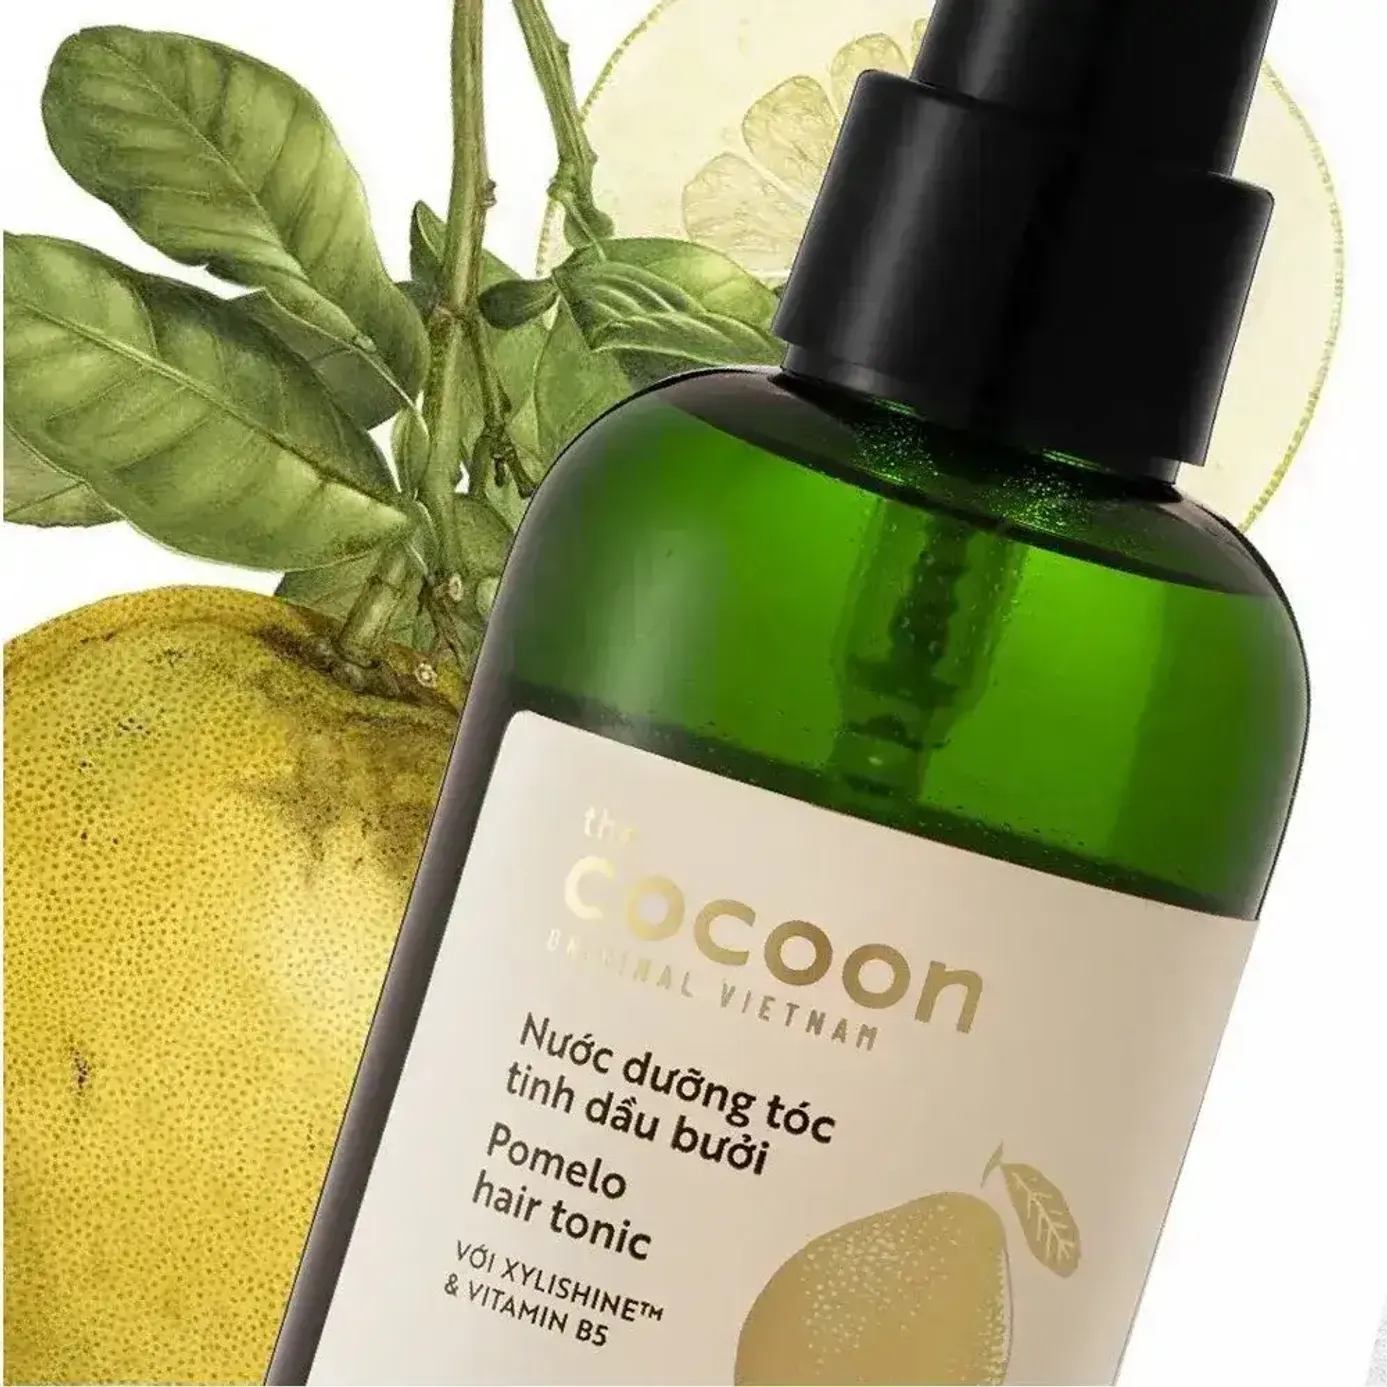 the
cocoon
ORIGINAL VIETNAM
Nước dưỡng tóc
tinh dầu bưởi
Pomelo
hair tonic
VỚI XYLISHINE™
& VITAMIN B5